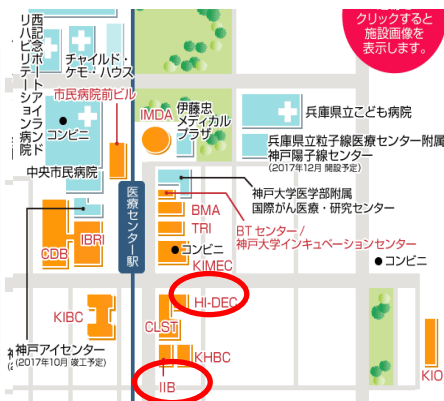 クリックすると
施設画像を
表示します。
西記念ポートアイランド
リハビリテーション病院
チャイルド・
ケモ・ハウス
市民病院前ビル
コンビニ
中央市民病院
IMDA
伊藤忠
メディカル
プラザ
兵庫県立こども病院
兵庫県立粒子線医療センター附属
神戸陽子線センター
(2017年12月 開設予定)
神戸大学医学部附属
国際がん医療・研究センター
医療センター駅
BMA
TRI
BTセンター/
神戸大学インキュベーションセンター
コンビニ
KIMEC
コンビニ
CDB
IBRI
HI-DEC
KIBC
CLST
神戸アイセンター
(2017年10月 竣工予定)
KHBC
IIB
KIO
神